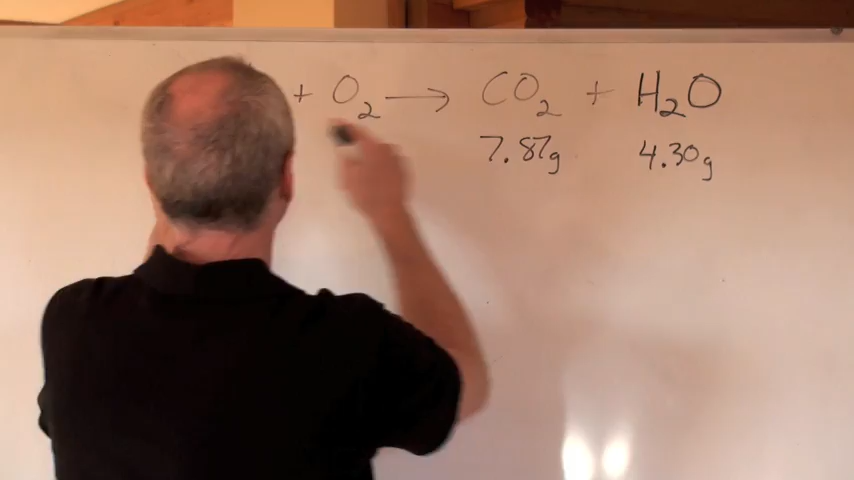 + O₂ → CO₂ + H₂O
7.87g 4.30g